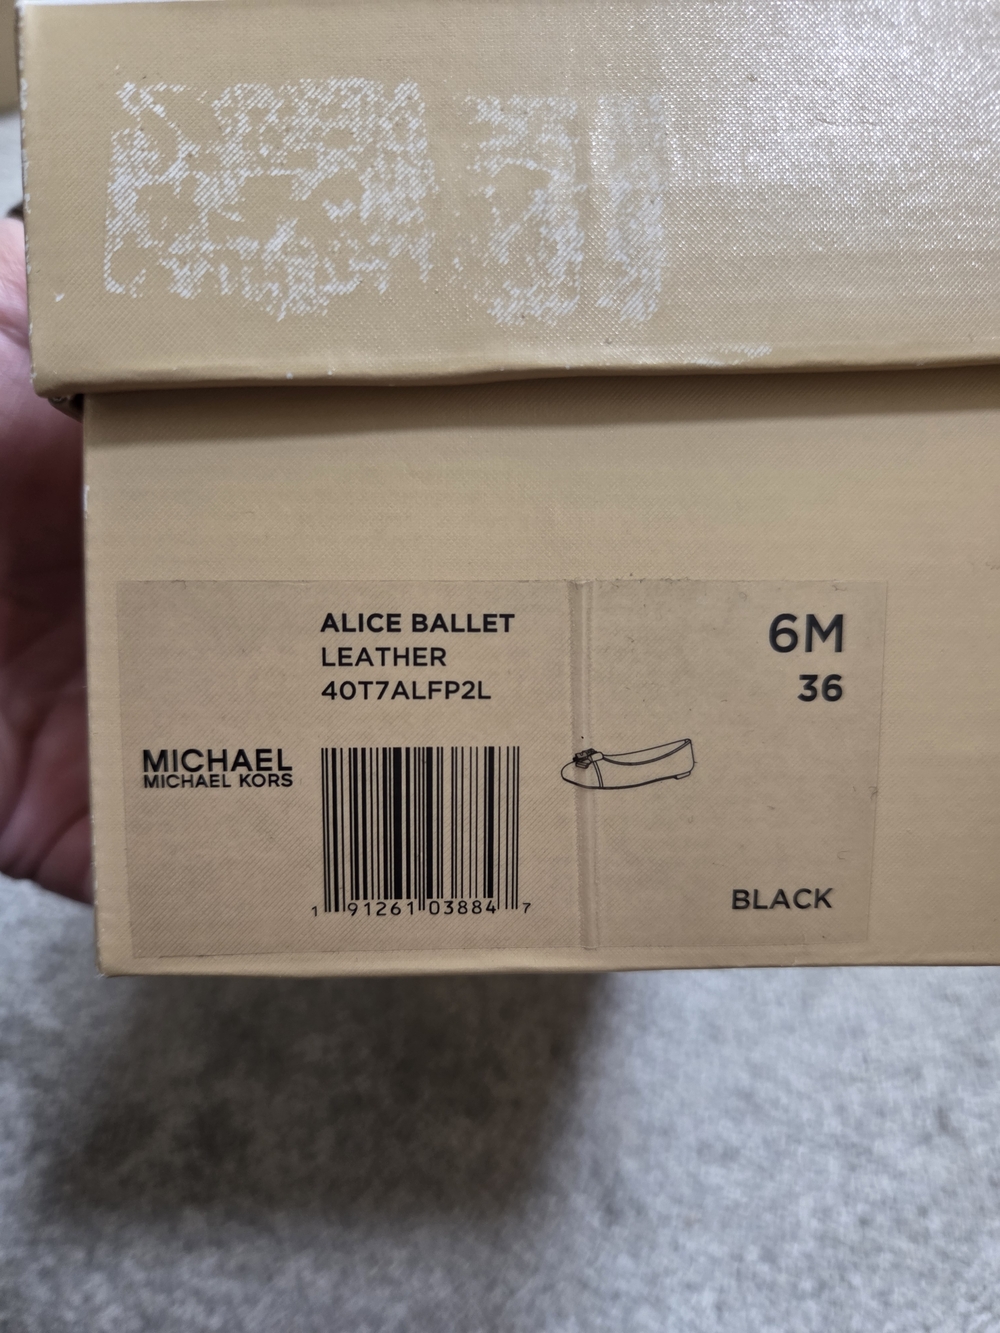 ALICE BALLET
LEATHER
40T7ALFP2L
6M
36
MICHAEL
MICHAEL KORS
1 91261 03884 7
BLACK